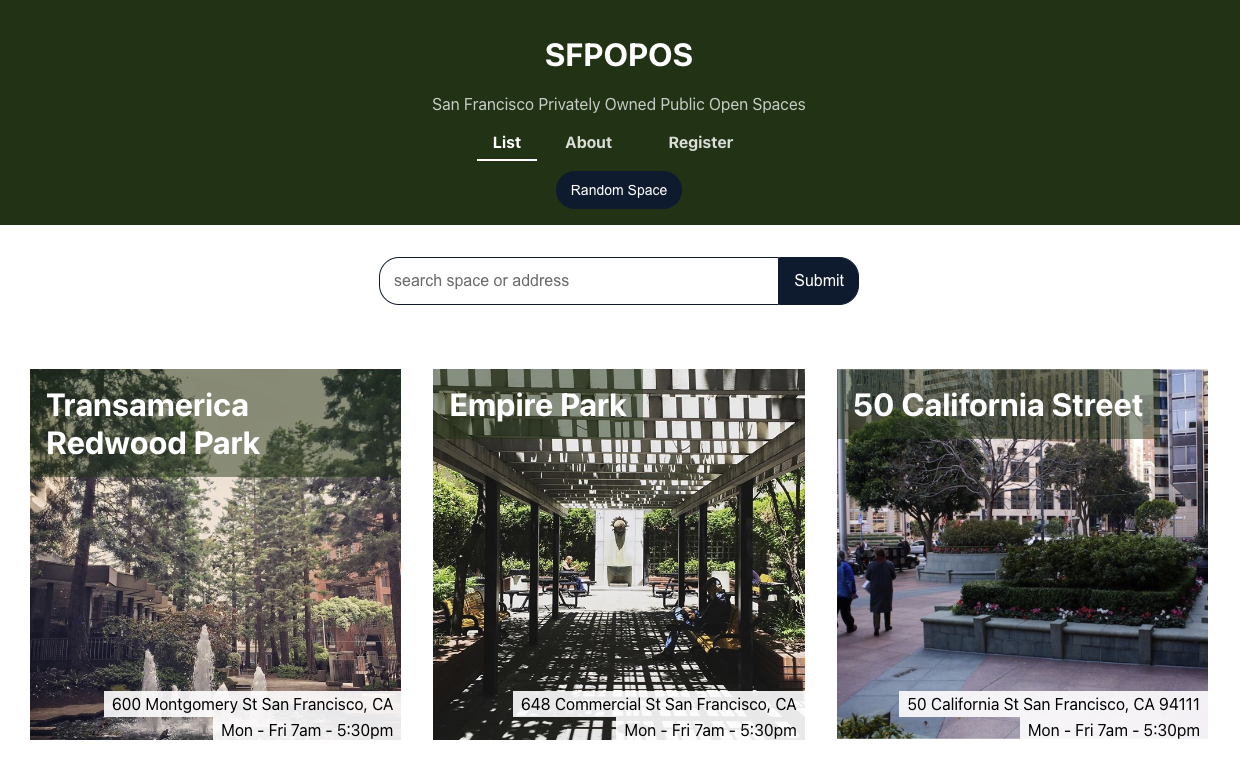 SFPOPOS
San Francisco Privately Owned Public Open Spaces
List About Register
Random Space
search space or address Submit
Transamerica
Redwood Park
600 Montgomery St San Francisco, CA
Mon - Fri 7am - 5:30pm
Empire Park
648 Commercial St San Francisco, CA
Mon - Fri 7am - 5:30pm
50 California Street
50 California St San Francisco, CA 94111
Mon - Fri 7am - 5:30pm